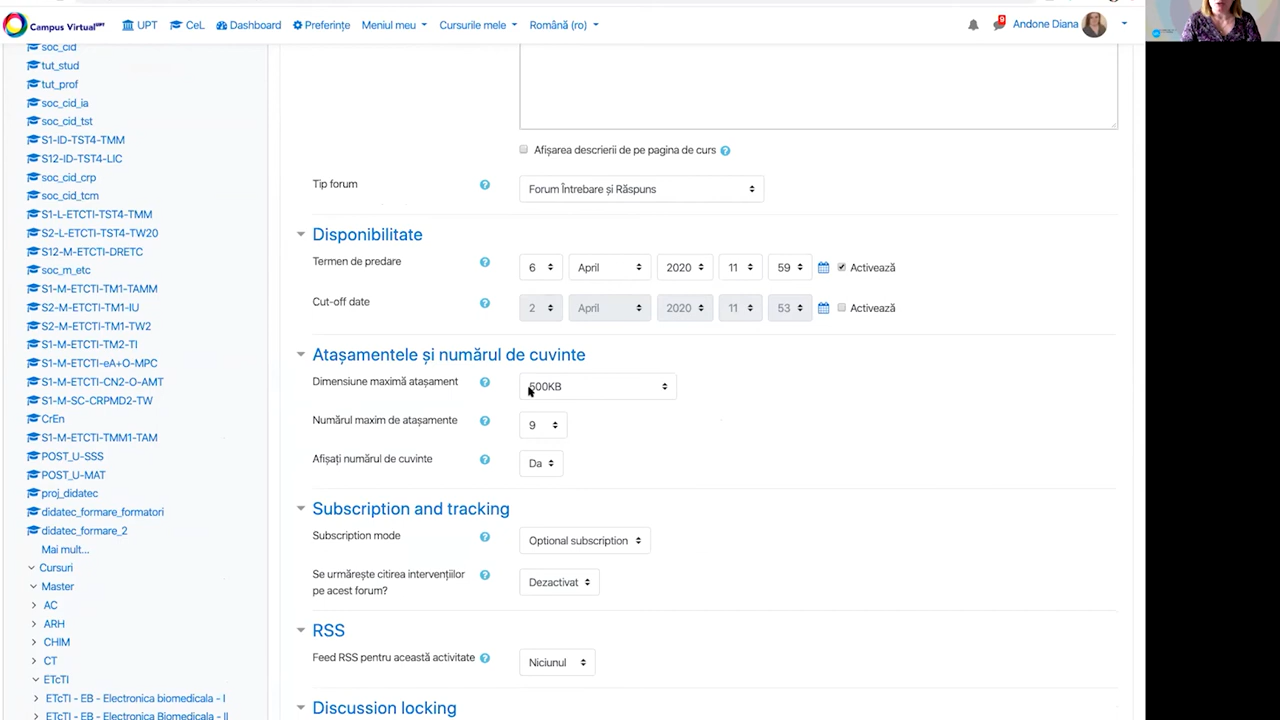 Campus Virtual UPT
UPT CeL Dashboard Preferințe Meniul meu Cursurile mele Română (ro) 9 Andone Diana
soc_cid
tut_stud
tut_prof
soc_cid_ia
soc_cid_tst
S1-ID-TST4-TMM
S12-ID-TST4-LIC
soc_cid_crp
soc_cid_tcm
S1-L-ETCTI-TST4-TMM
S2-L-ETCTI-TST4-TW20
S12-M-ETCTI-DRETC
soc_m_etc
S1-M-ETCTI-TM1-TAMM
S2-M-ETCTI-TM1-IU
S2-M-ETCTI-TM1-TW2
S1-M-ETCTI-TM2-TI
S1-M-ETCTI-eA+O-MPC
S1-M-ETCTI-CN2-O-AMT
S1-M-SC-CRPMD2-TW
CrEn
S1-M-ETCTI-TMM1-TAM
POST_U-SSS
POST_U-MAT
proj_didatec
didatec_formare_formatori
didatec_formare_2
Mai mult...
Cursuri
Master
AC
ARH
CHIM
CT
ETcTI
ETcTI - EB - Electronica biomedicala - I
ETcTI - EB - Electronica Biomedicala - II
Afișarea descrierii de pe pagina de curs
Tip forum Forum Întrebare și Răspuns
Disponibilitate
Termen de predare 6 April 2020 11 59 Activează
Cut-off date 2 April 2020 11 53 Activează
Atașamentele și numărul de cuvinte
Dimensiune maximă atașament 500KB
Numărul maxim de atașamente 9
Afișați numărul de cuvinte Da
Subscription and tracking
Subscription mode Optional subscription
Se urmărește citirea intervențiilor
pe acest forum? Dezactivat
RSS
Feed RSS pentru această activitate Niciunul
Discussion locking